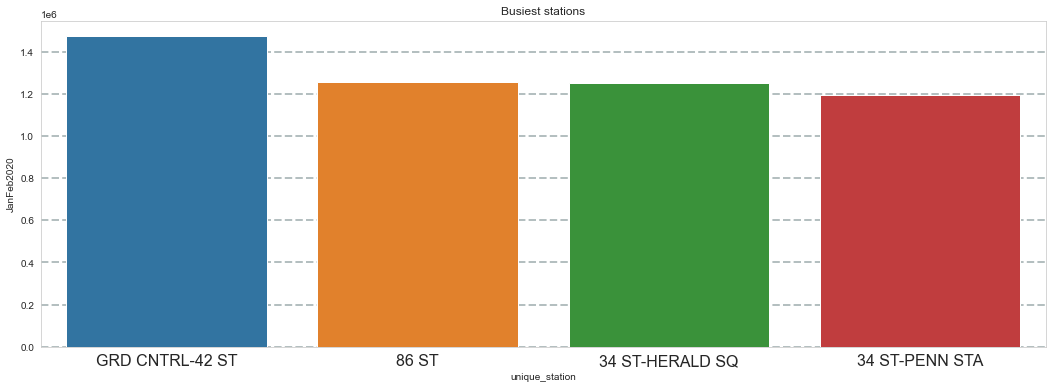 Busiest stations
1e6
1.4
1.2
1.0
0.8
0.6
0.4
0.2
0.0
JanFeb2020
GRD CNTRL-42 ST
86 ST
34 ST-HERALD SQ
34 ST-PENN STA
unique_station